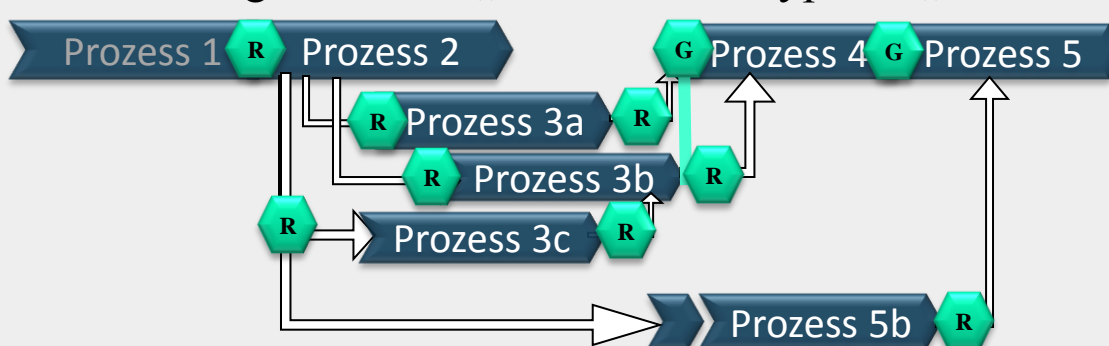 Prozess 1 R Prozess 2 G Prozess 4 G Prozess 5
R Prozess 3a R
R Prozess 3b R
R Prozess 3c R
Prozess 5b R